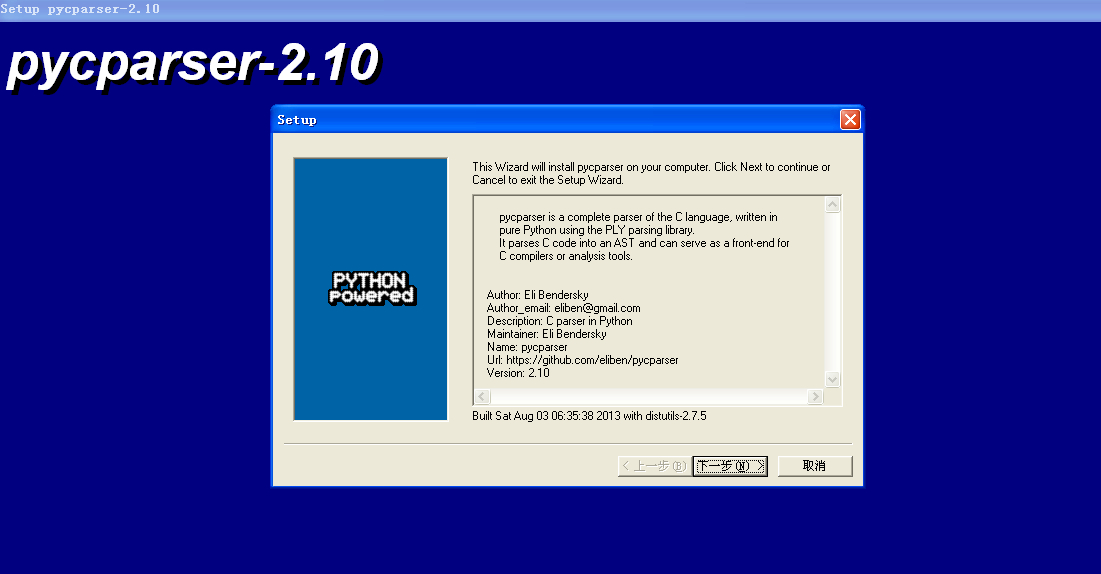 Setup pycparser-2.10
pycparser-2.10
Setup
This Wizard will install pycparser on your computer. Click Next to continue or
Cancel to exit the Setup Wizard.
pycparser is a complete parser of the C language, written in
pure Python using the PLY parsing library.
It parses C code into an AST and can serve as a front-end for
C compilers or analysis tools.
PYTHON
powered
Author: Eli Bendersky
Author_email: eliben@gmail.com
Description: C parser in Python
Maintainer: Eli Bendersky
Name: pycparser
Url: https://github.com/eliben/pycparser
Version: 2.10
Built Sat Aug 03 06:35:38 2013 with distutils-2.7.5
< 上一步(B)
下一步(N) >
取消